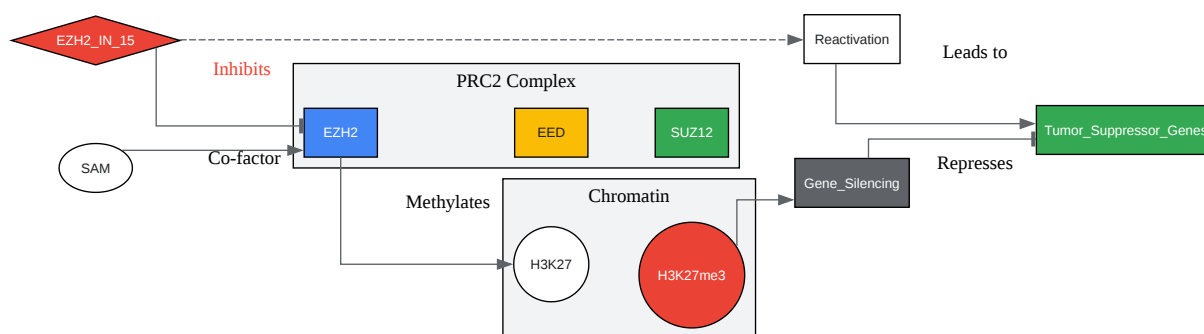 EZH2_IN_15
Reactivation
Leads to
Inhibits
PRC2 Complex
EZH2
EED
SUZ12
Tumor_Suppressor_Genes
Co-factor
SAM
Represses
Gene_Silencing
Methylates
Chromatin
H3K27
H3K27me3